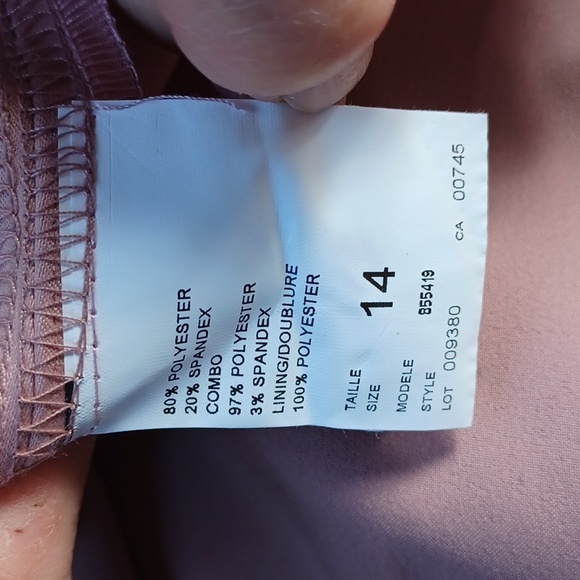 80% POLYESTER
20% SPANDEX
COMBO
97% POLYESTER
3% SPANDEX
LINING/DOUBLURE
100% POLYESTER
TAILLE
SIZE 14
MODELE
STYLE 855419
LOT 009380 CA 00745